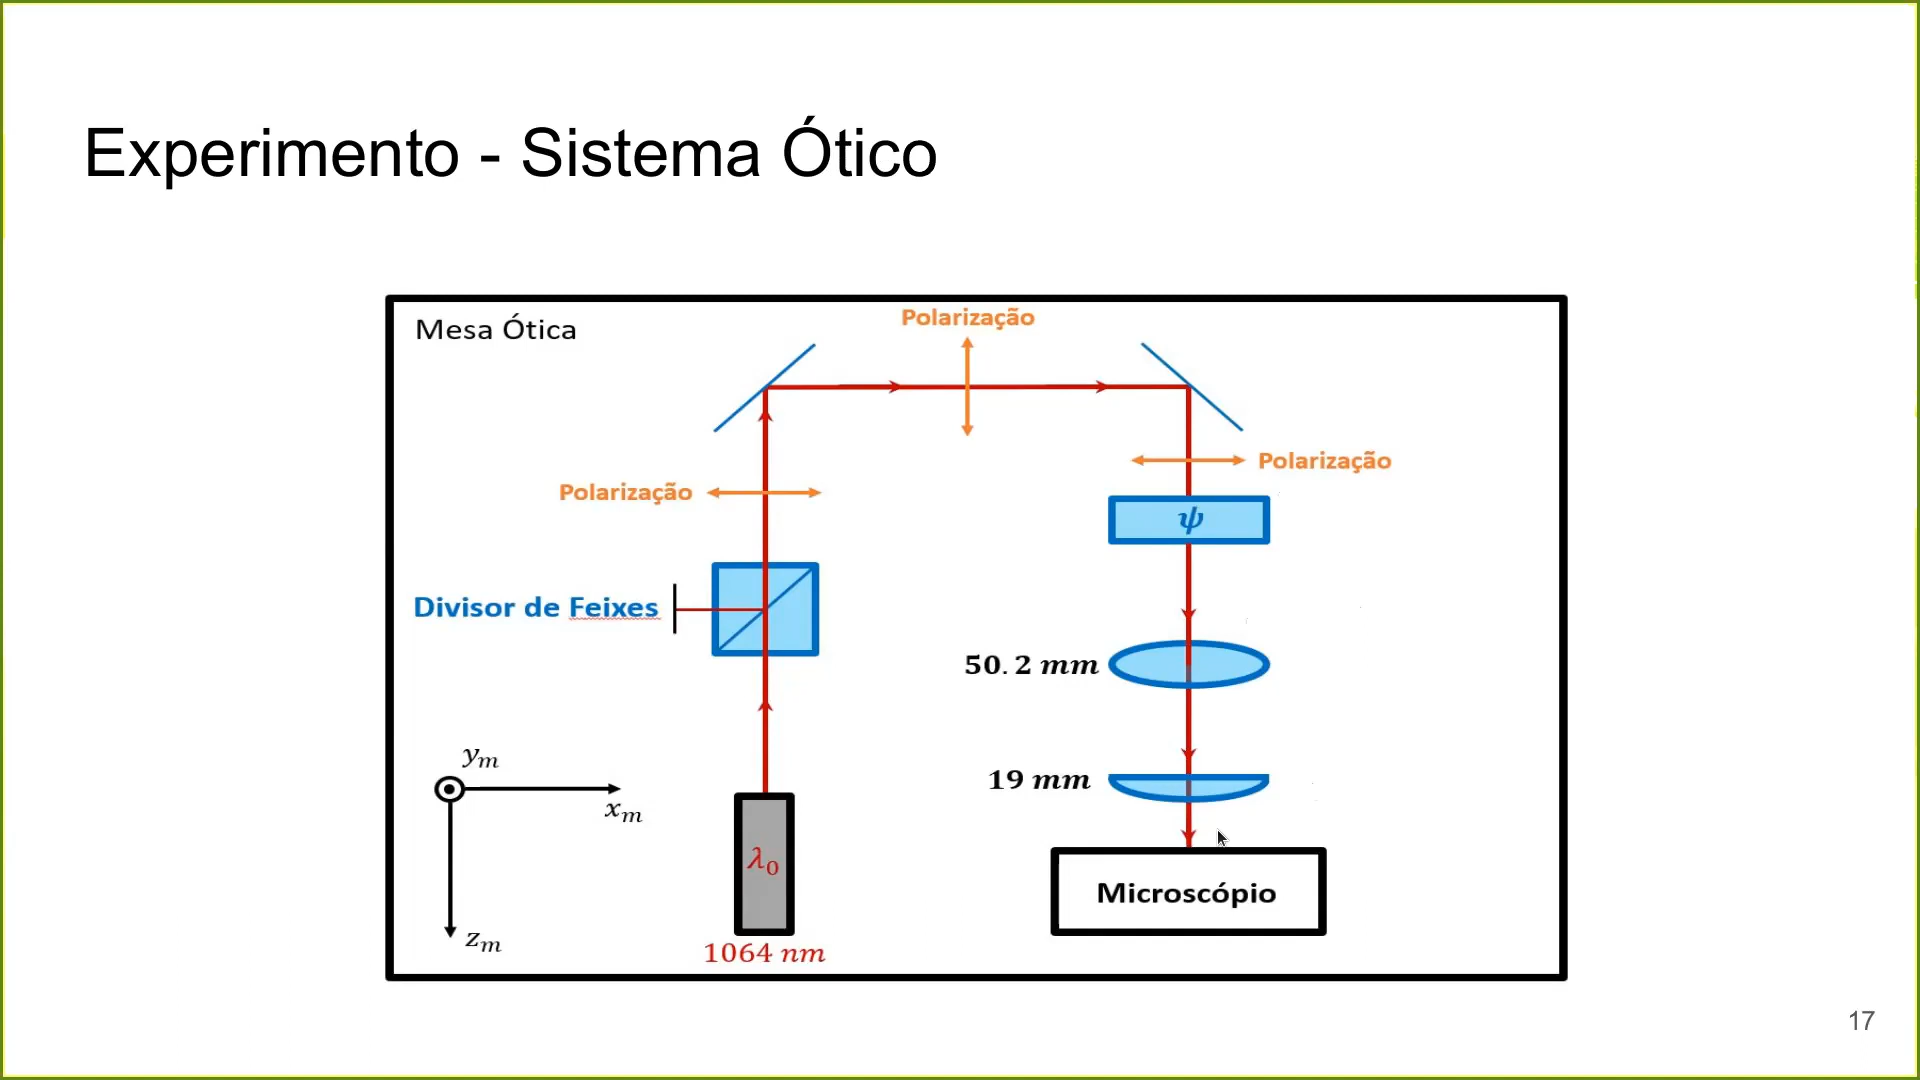 Experimento - Sistema Ótico
Mesa Ótica
Polarização
Polarização
Polarização
ψ
Divisor de Feixes
50.2 mm
19 mm
yₘ
xₘ
zₘ
λ₀
1064 nm
Microscópio
17